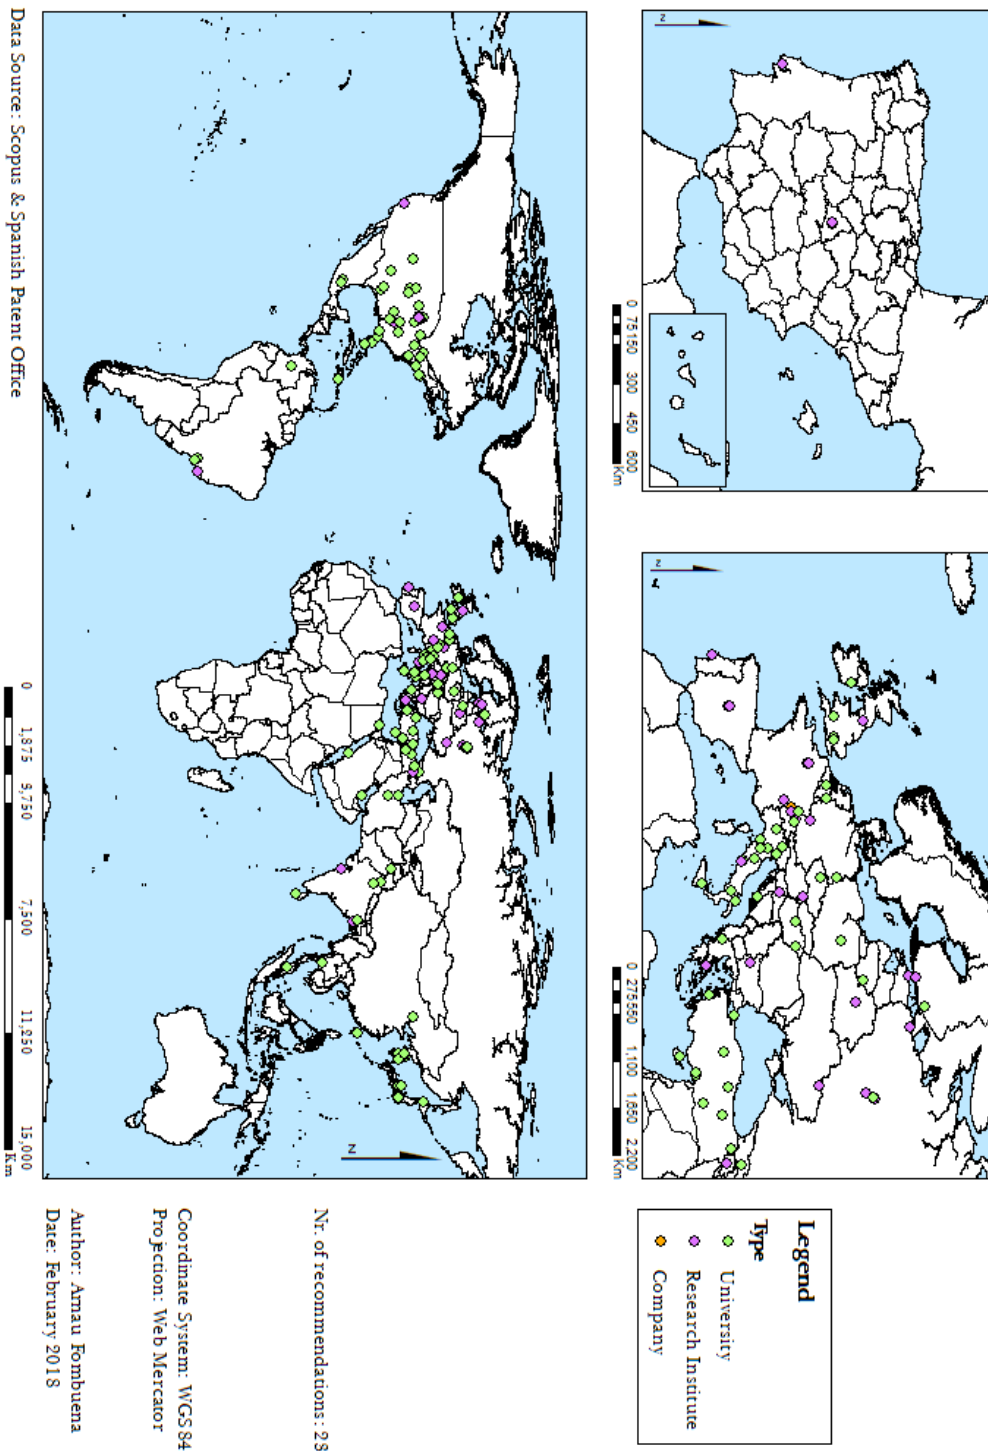 N
0 75 150 300 450 600
Km
N
0 275 550 1,100 1,650 2,200
Km
Legend
Type
University
Research Institute
Company
N
0 1,875 3,750 7,500 11,250 15,000
Km
Nr. of recommendations: 28
Coordinate System: WGS84
Projection: Web Mercator
Author: Arnau Fombuena
Date: February 2018
Data Source: Scopus & Spanish Patent Office